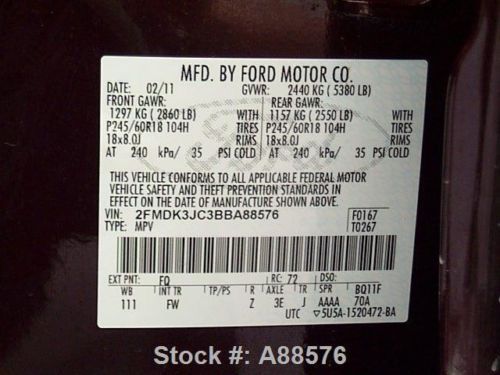 MFD. BY FORD MOTOR CO.
DATE: 02/11 GVWR: 2440 KG ( 5380 LB)
FRONT GAWR: REAR GAWR:
1297 KG ( 2860 LB) WITH 1157 KG ( 2550 LB) WITH
P245/60R18 104H TIRES P245/60R18 104H TIRES
18x8.0J RIMS 18x8.0J RIMS
AT 240 kPa/ 35 PSI COLD AT 240 kPa/ 35 PSI COLD
THIS VEHICLE CONFORMS TO ALL APPLICABLE FEDERAL MOTOR
VEHICLE SAFETY AND THEFT PREVENTION STANDARDS IN
EFFECT ON THE DATE OF MANUFACTURE SHOWN ABOVE.
VIN: 2FMDK3JC3BBA88576 F0167
TYPE: MPV T0267
EXT PNT: FQ RC: 72 DSO:
WB INT TR TP/PS R AXLE TR SPR BQ11F
111 FW Z 3E J AAAA 70A
UTC ▽5U5A-1520472-BA
Ford
Stock #: A88576